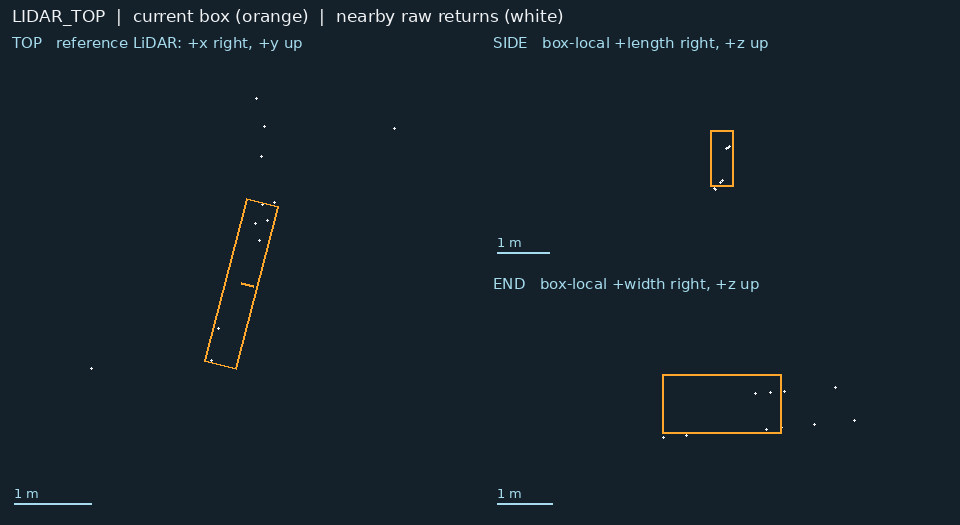 LIDAR_TOP | current box (orange) | nearby raw returns (white)
TOP reference LiDAR: +x right, +y up
SIDE box-local +length right, +z up
1 m
END box-local +width right, +z up
1 m
1 m